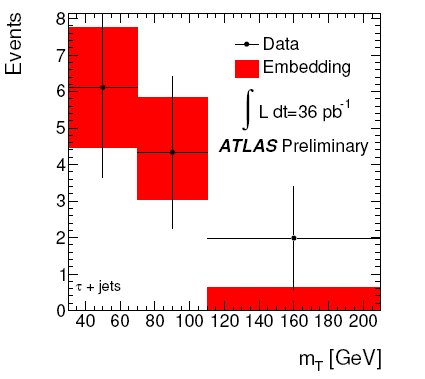 Events
8
7
6
5
4
3
2
1
0
Data
Embedding
∫ L dt=36 pb⁻¹
ATLAS Preliminary
τ + jets
40 60 80 100 120 140 160 180 200
m_T [GeV]